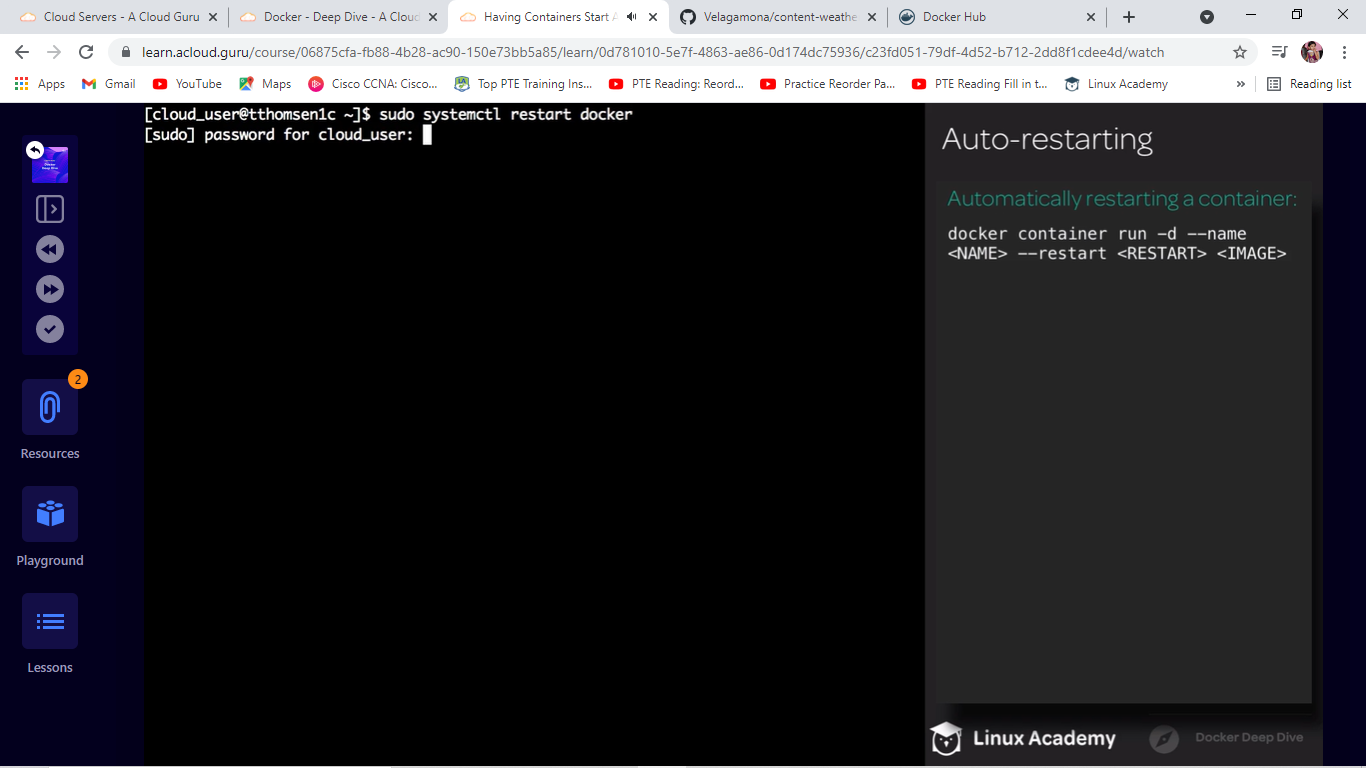 Cloud Servers - A Cloud Guru
Docker - Deep Dive - A Cloud
Having Containers Start A
Velagamona/content-weathe
Docker Hub
learn.acloud.guru/course/06875cfa-fb88-4b28-ac90-150e73bb5a85/learn/0d781010-5e7f-4863-ae86-0d174dc75936/c23fd051-79df-4d52-b712-2dd8f1cdee4d/watch
Apps
Gmail
YouTube
Maps
Cisco CCNA: Cisco...
Top PTE Training Ins...
PTE Reading: Reord...
Practice Reorder Pa...
PTE Reading Fill in t...
Linux Academy
»
Reading list
[cloud_user@tthomsen1c ~]$ sudo systemctl restart docker
[sudo] password for cloud_user:
Auto-restarting
Automatically restarting a container:
docker container run -d --name
<NAME> --restart <RESTART> <IMAGE>
2
Resources
Playground
Lessons
Linux Academy
Docker Deep Dive